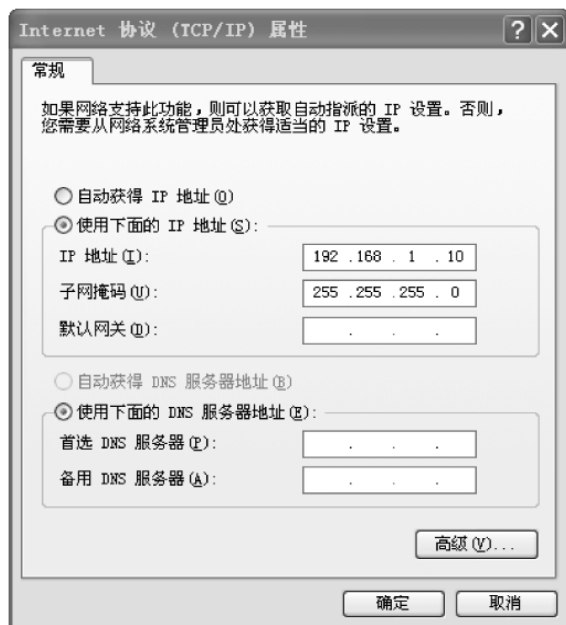 Internet 协议 (TCP/IP) 属性
常规
如果网络支持此功能，则可以获取自动指派的 IP 设置。否则，
您需要从网络系统管理员处获得适当的 IP 设置。
自动获得 IP 地址(O)
使用下面的 IP 地址(S):
IP 地址(I): 192 .168 . 1 . 10
子网掩码(U): 255 .255 .255 . 0
默认网关(D): . . .
自动获得 DNS 服务器地址(B)
使用下面的 DNS 服务器地址(E):
首选 DNS 服务器(P): . . .
备用 DNS 服务器(A): . . .
高级(V)...
确定 取消